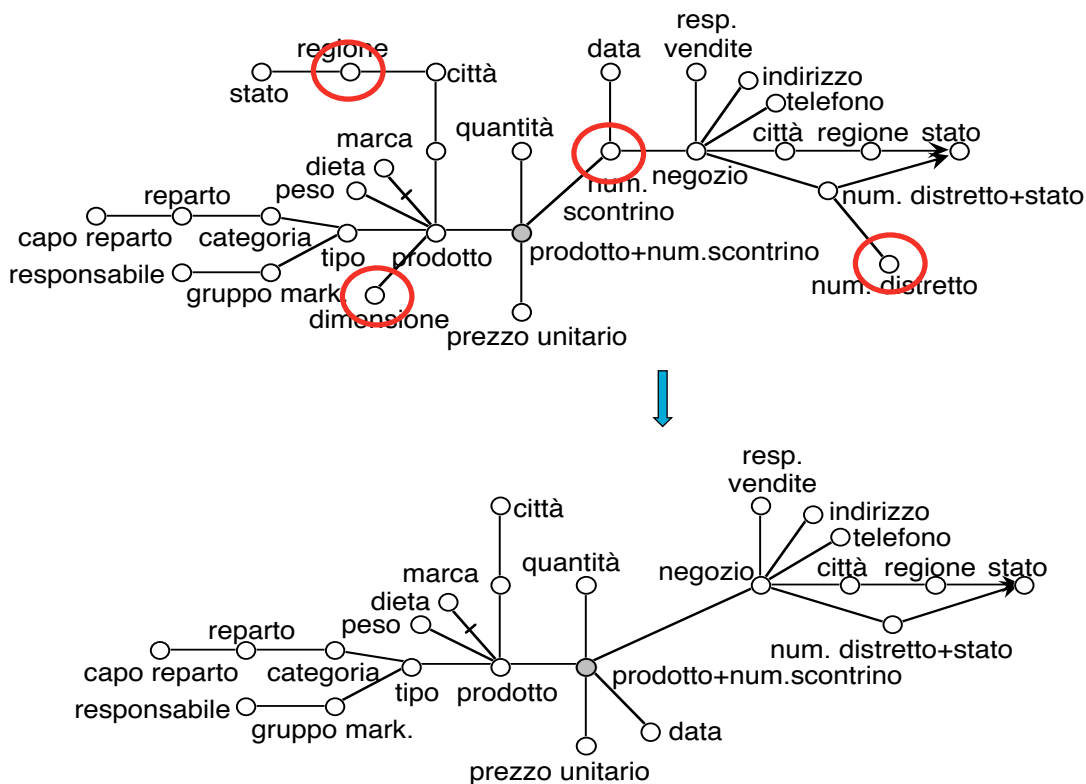 resp.
vendite
regione
data
indirizzo
telefono
stato
città
marca
quantità
città regione stato
dieta
peso
num.
scontrino
negozio
num. distretto+stato
reparto
capo reparto
categoria
tipo
prodotto
prodotto+num.scontrino
responsabile
gruppo mark.
dimensione
num. distretto
prezzo unitario
resp.
vendite
città
indirizzo
telefono
quantità
negozio
città regione stato
marca
dieta
peso
reparto
num. distretto+stato
capo reparto
categoria
tipo
prodotto
prodotto+num.scontrino
responsabile
gruppo mark.
data
prezzo unitario